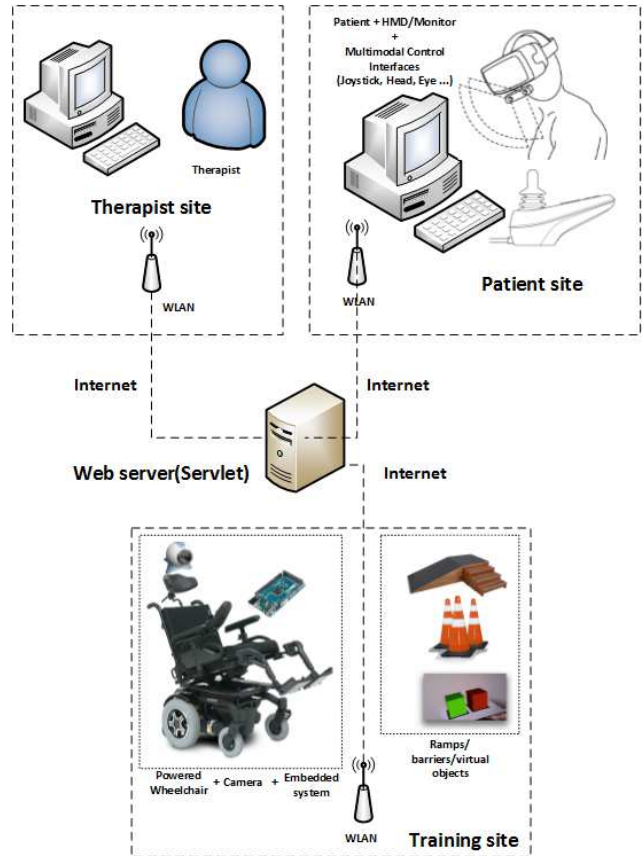 Therapist
Therapist site
WLAN
Patient + HMD/Monitor
+
Multimodal Control
Interfaces
(Joystick, Head, Eye ...)
WLAN
Patient site
Internet
Internet
Web server(Servlet)
Internet
Powered
Wheelchair + Camera + Embedded
system
Ramps/
barriers/virtual
objects
WLAN
Training site